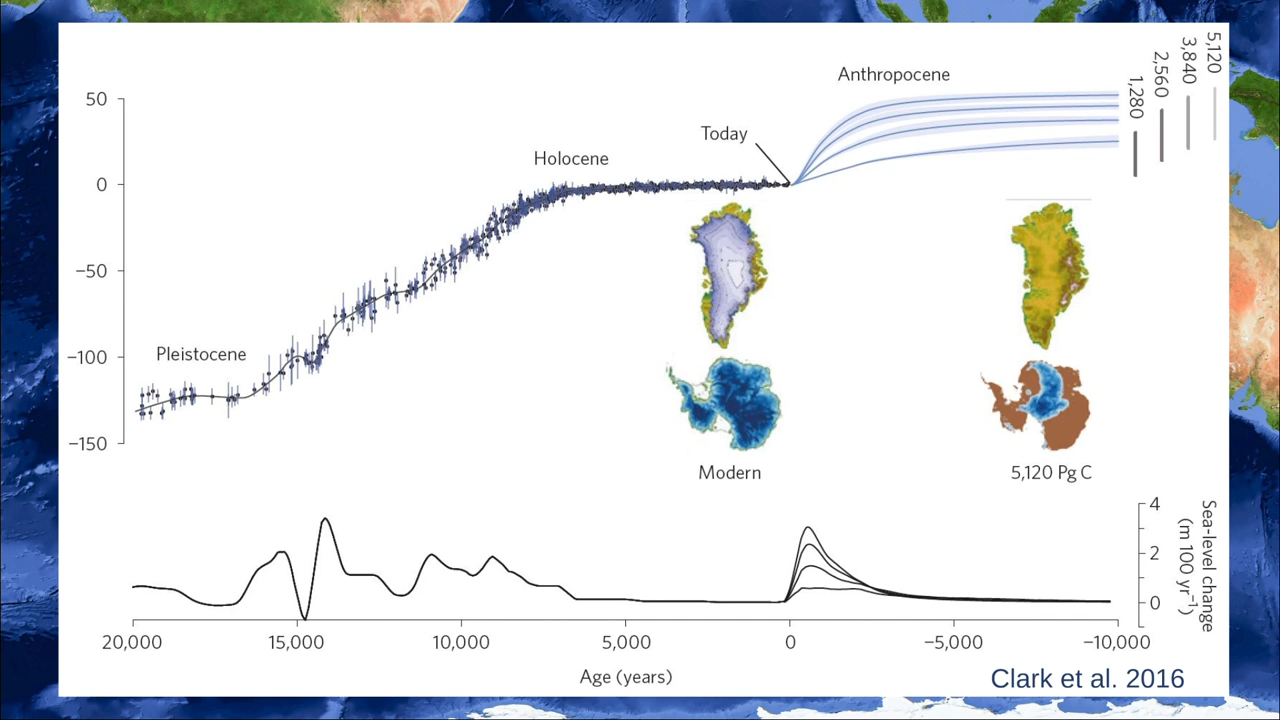 Anthropocene
1,280
2,560
3,840
5,120
50
Today
Holocene
0
−50
Pleistocene
−100
−150
Modern
5,120 Pg C
4
2
0
Sea-level change
(m 100 yr⁻¹)
20,000
15,000
10,000
5,000
0
−5,000
−10,000
Age (years)
Clark et al. 2016